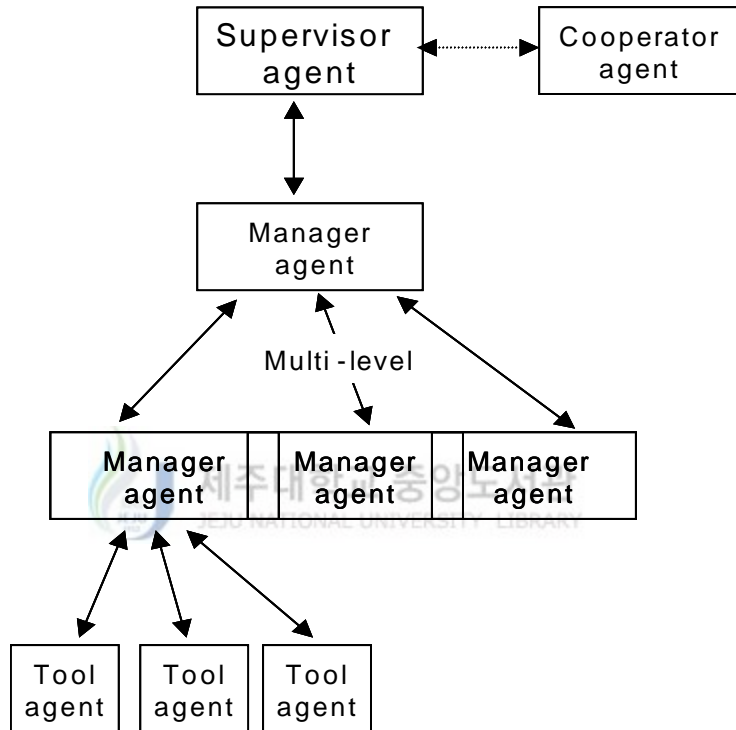 Supervisor
agent
Cooperator
agent
Manager
agent
Multi-level
Manager
agent
Manager
agent
Manager
agent
제주대학교 중앙도서관
JEJU NATIONAL UNIVERSITY LIBRARY
Tool
agent
Tool
agent
Tool
agent